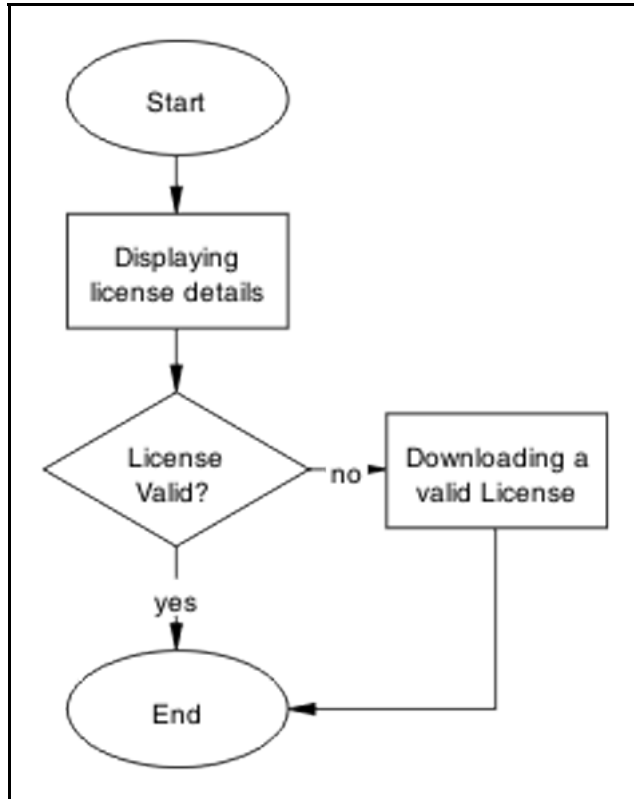 Start
Displaying
license details
License
Valid?
no
Downloading a
valid License
yes
End